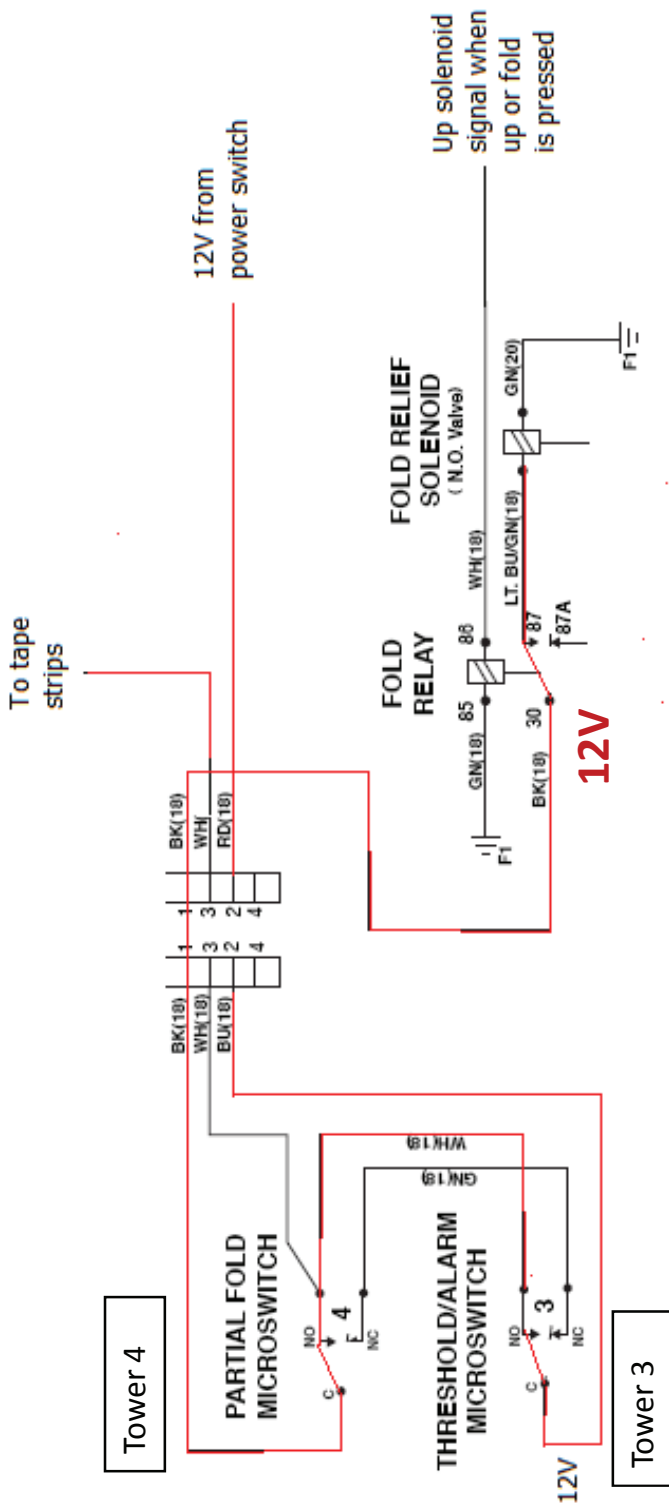 To tape
strips
12V from
power switch
Up solenoid
signal when
up or fold
is pressed
BK(18)
WH(
RD(18)
1
3
2
4
1
3
2
4
BK(18)
WH(18)
BU(18)
Tower 4
PARTIAL FOLD
MICROSWITCH
NO
4
NC
C
WH(18)
GN(18)
THRESHOLD/ALARM
MICROSWITCH
NO
3
NC
C
12V
Tower 3
FOLD RELIEF
SOLENOID
( N.O. Valve)
WH(18)
FOLD
RELAY
86
85
GN(18)
F1
30
87
87A
BK(18)
12V
LT. BU/GN(18)
GN(20)
F1